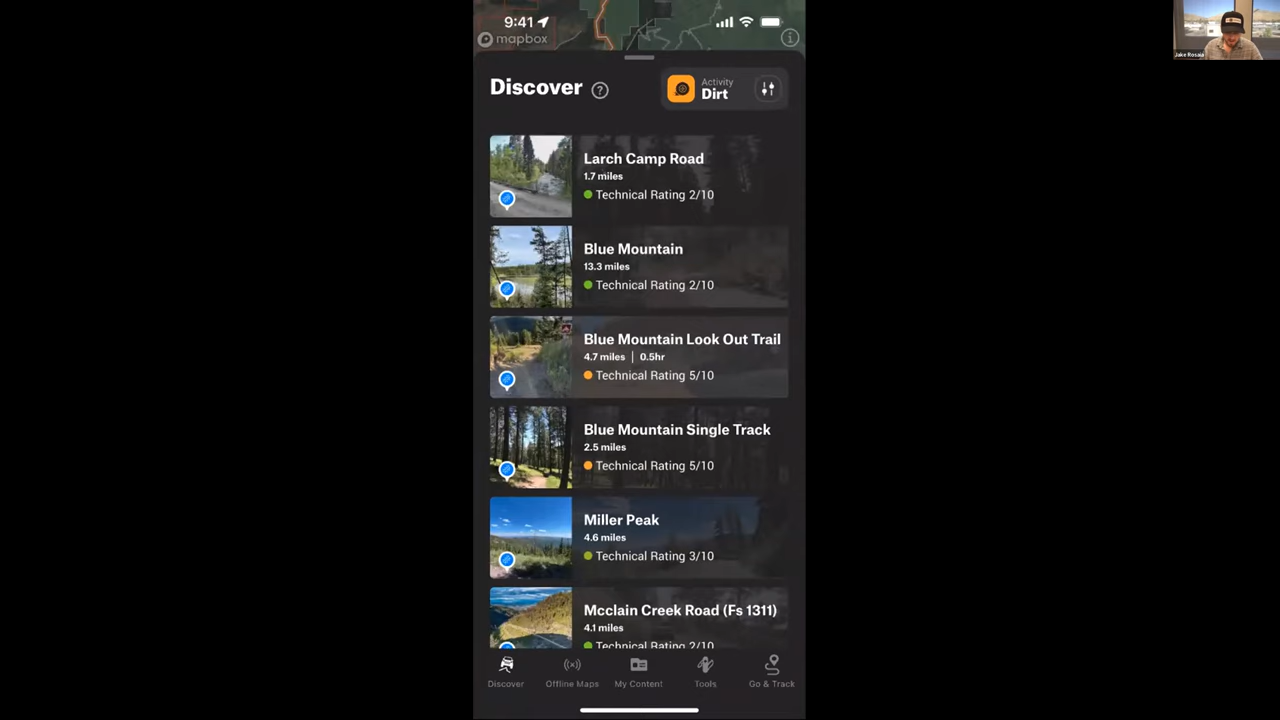 9:41
mapbox
Discover
Activity
Dirt
Larch Camp Road
1.7 miles
Technical Rating 2/10
Blue Mountain
13.3 miles
Technical Rating 2/10
Blue Mountain Look Out Trail
4.7 miles | 0.5hr
Technical Rating 5/10
Blue Mountain Single Track
2.5 miles
Technical Rating 5/10
Miller Peak
4.6 miles
Technical Rating 3/10
Mcclain Creek Road (Fs 1311)
4.1 miles
Technical Rating 2/10
Discover
Offline Maps
My Content
Tools
Go & Track
Jake Rosaia